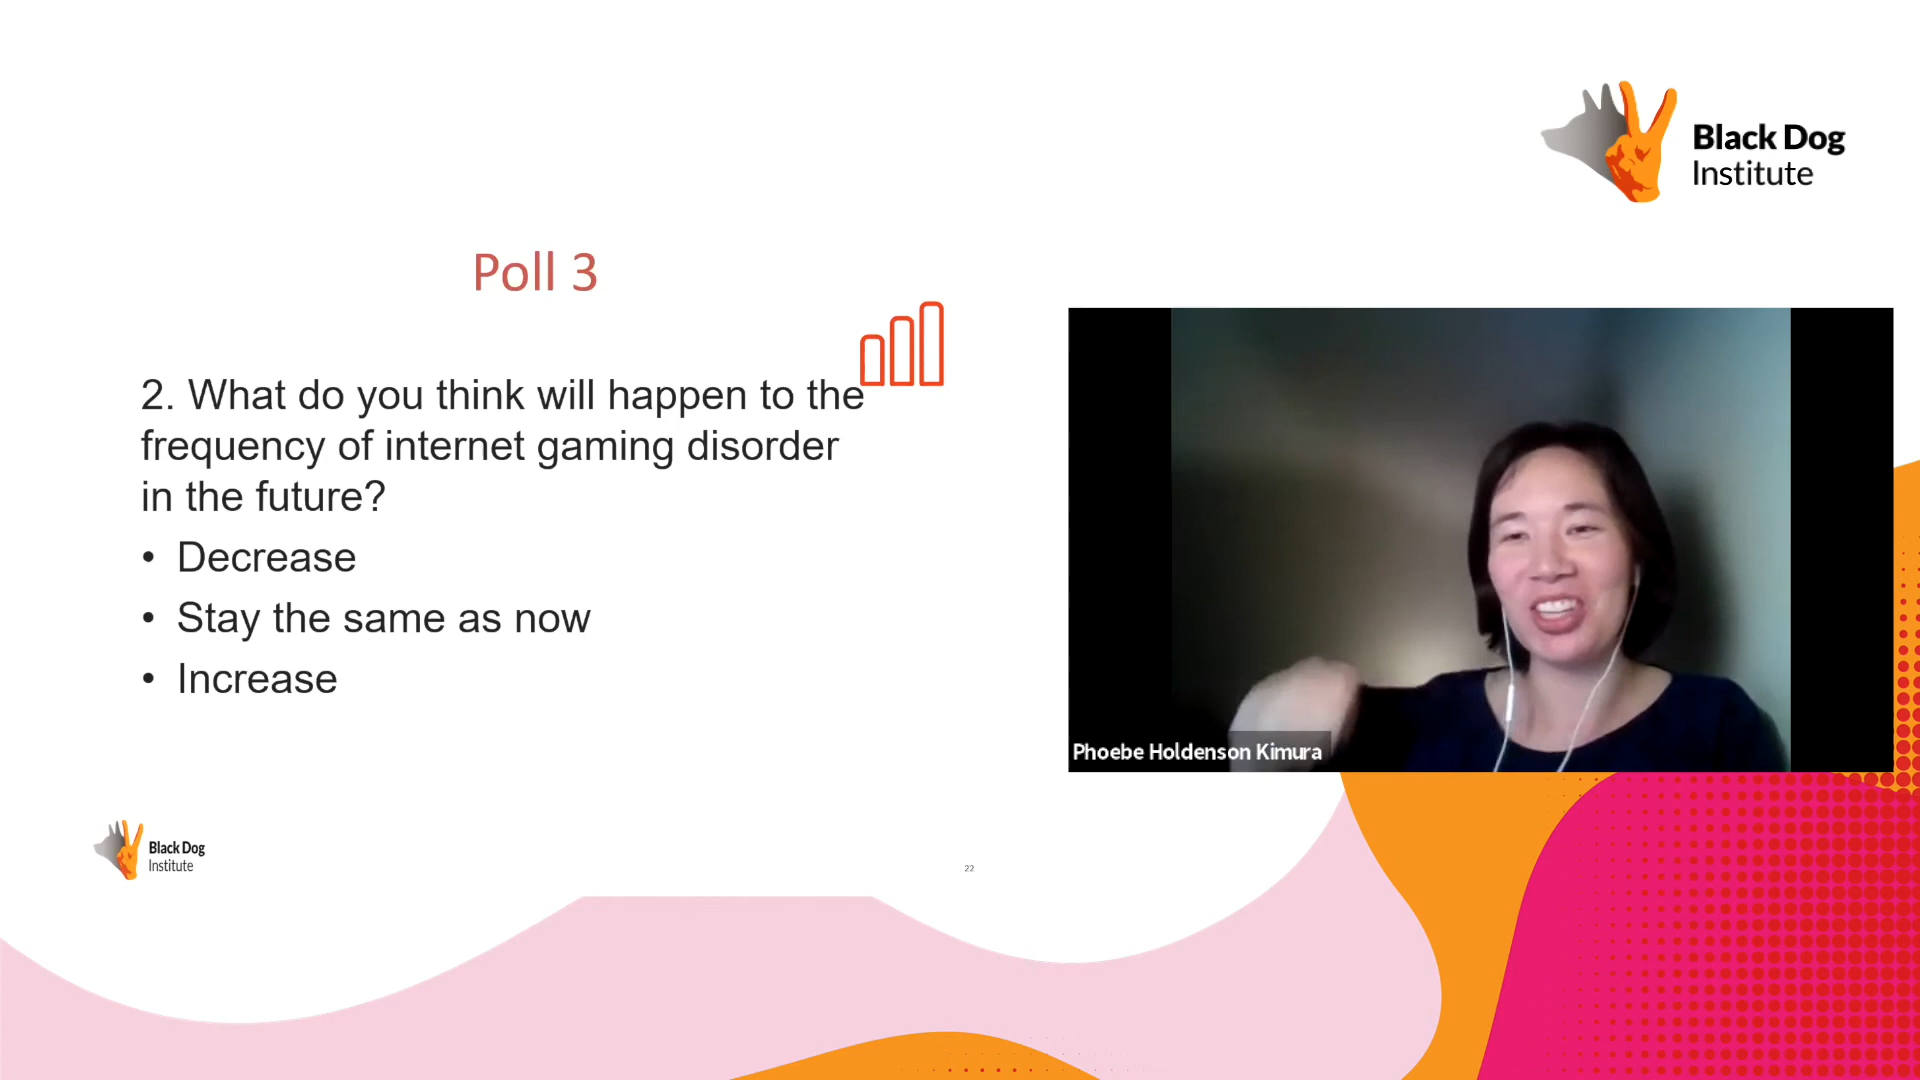 Black Dog
Institute
Poll 3
2. What do you think will happen to the
frequency of internet gaming disorder
in the future?
• Decrease
• Stay the same as now
• Increase
Phoebe Holdenson Kimura
Black Dog
Institute
22